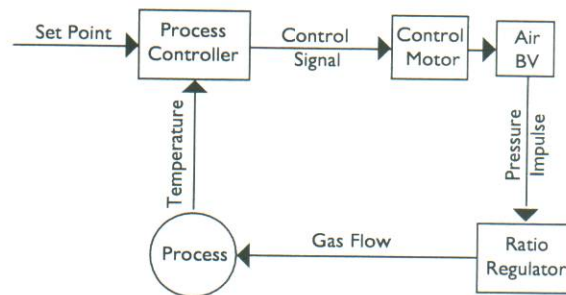 Set Point
Process
Controller
Control
Signal
Control
Motor
Air
BV
Temperature
Pressure
Impulse
Process
Gas Flow
Ratio
Regulator